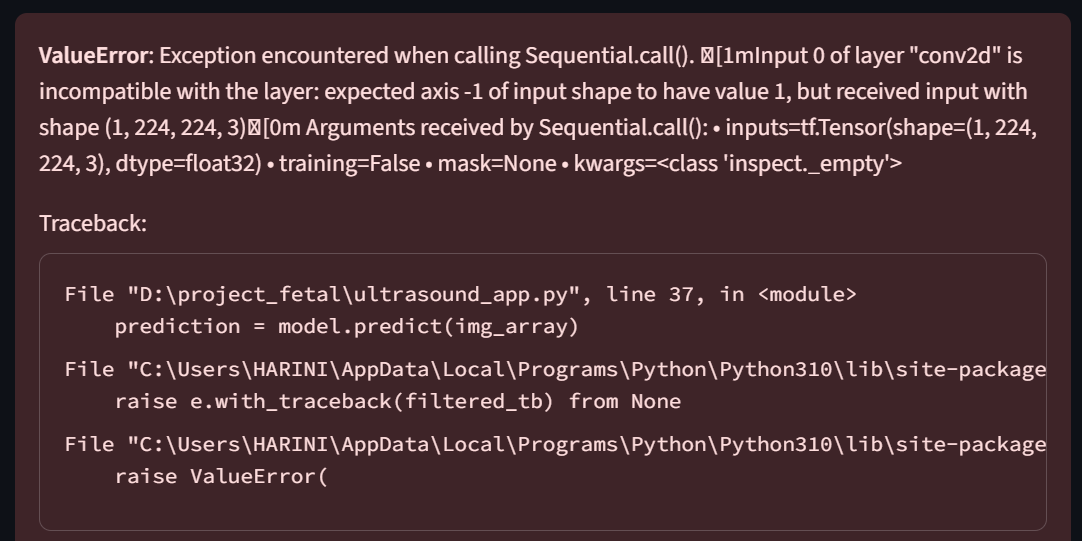 ValueError: Exception encountered when calling Sequential.call(). [1mInput 0 of layer "conv2d" is
incompatible with the layer: expected axis -1 of input shape to have value 1, but received input with
shape (1, 224, 224, 3)[0m Arguments received by Sequential.call(): • inputs=tf.Tensor(shape=(1, 224,
224, 3), dtype=float32) • training=False • mask=None • kwargs=<class 'inspect._empty'>
Traceback:
File "D:\project_fetal\ultrasound_app.py", line 37, in <module>
    prediction = model.predict(img_array)
File "C:\Users\HARINI\AppData\Local\Programs\Python\Python310\lib\site-package
    raise e.with_traceback(filtered_tb) from None
File "C:\Users\HARINI\AppData\Local\Programs\Python\Python310\lib\site-package
    raise ValueError(